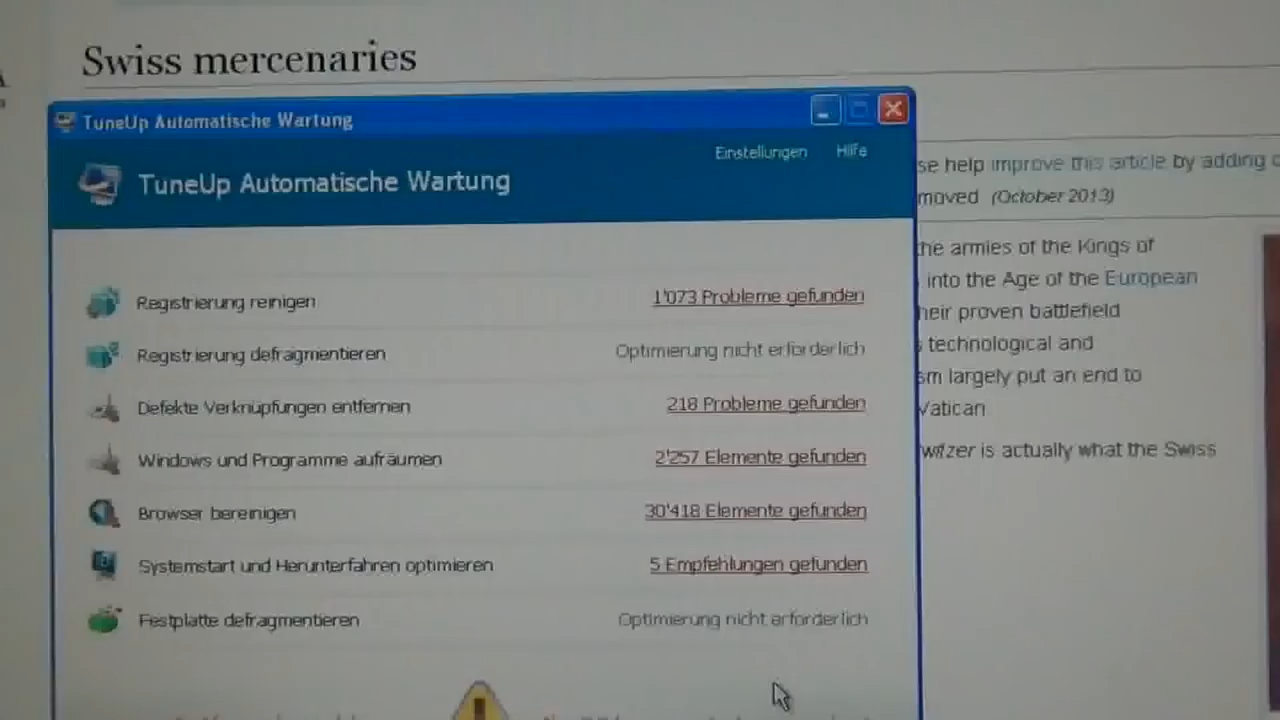 Swiss mercenaries
TuneUp Automatische Wartung
Einstellungen Hilfe
TuneUp Automatische Wartung
Registrierung reinigen 1'073 Probleme gefunden
Registrierung defragmentieren Optimierung nicht erforderlich
Defekte Verknüpfungen entfernen 218 Probleme gefunden
Windows und Programme aufräumen 2'257 Elemente gefunden
Browser bereinigen 30'418 Elemente gefunden
Systemstart und Herunterfahren optimieren 5 Empfehlungen gefunden
Festplatte defragmentieren Optimierung nicht erforderlich
se help improve this article by adding
moved (October 2013)
the armies of the Kings of
into the Age of the European
heir proven battlefield
technological and
sm largely put an end to
Vatican
witzer is actually what the Swiss